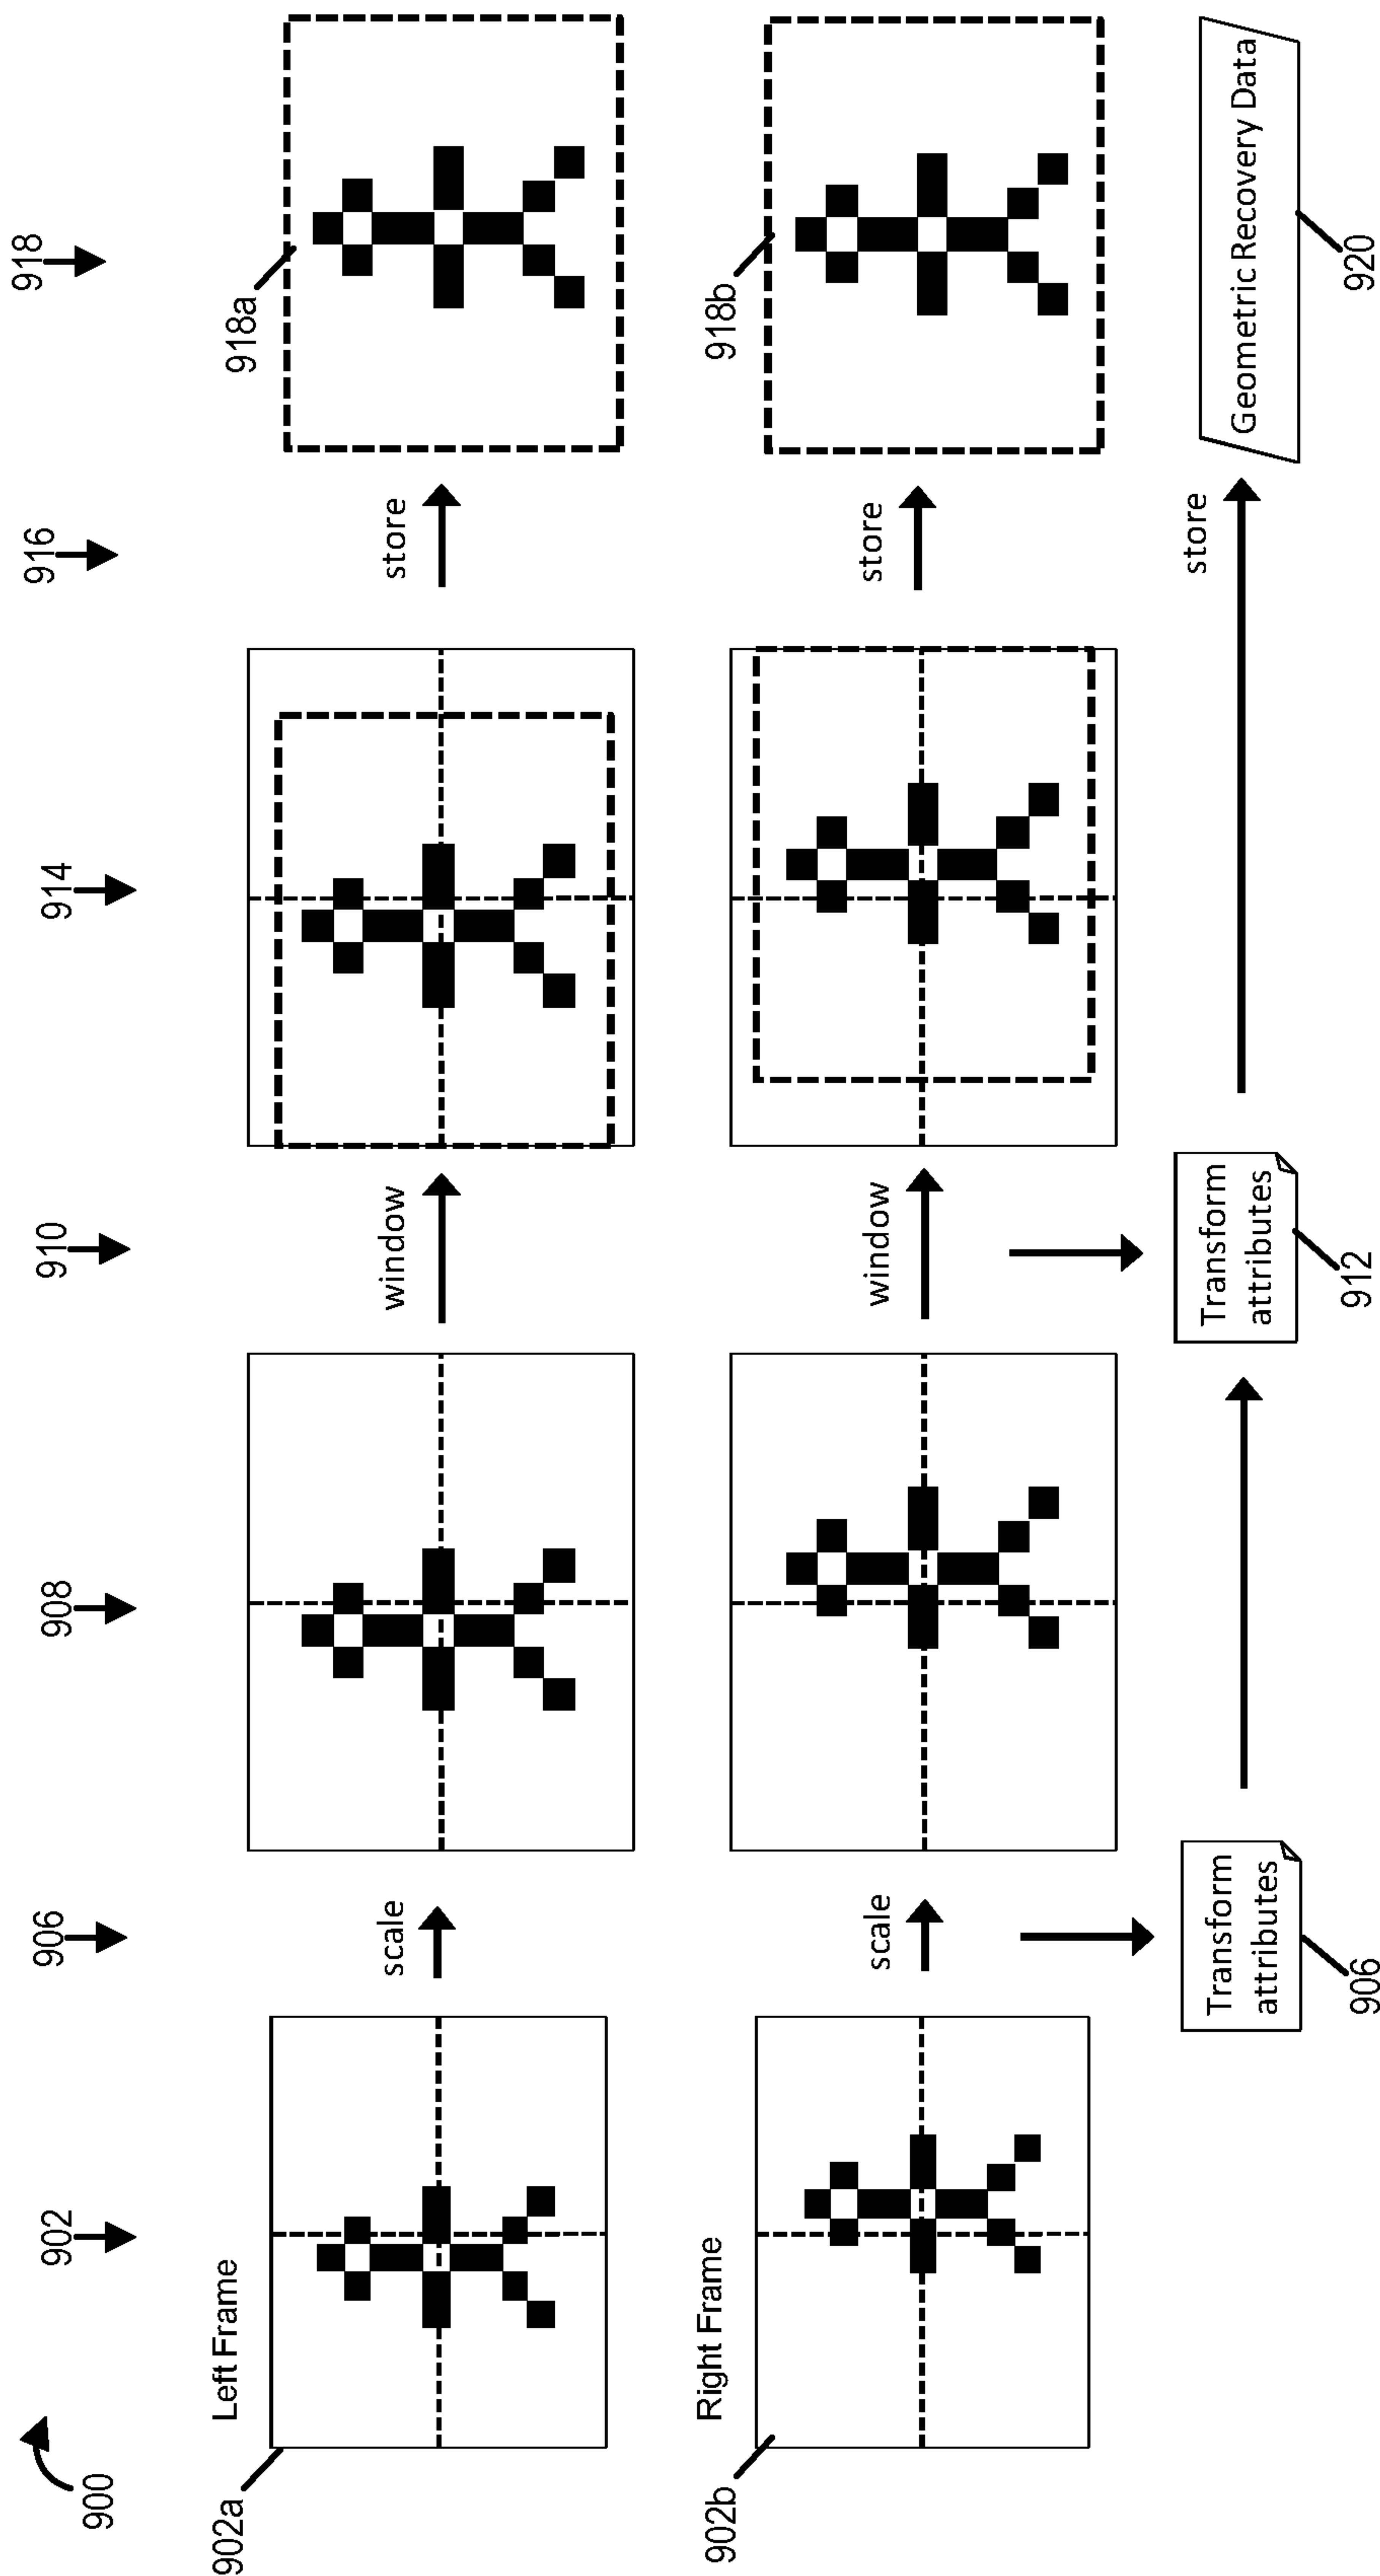 900
902
906
908
910
914
916
918
Left Frame
902a
scale
window
store
918a
Right Frame
902b
scale
window
store
918b
Transform
attributes
906
Transform
attributes
912
store
Geometric Recovery Data
920